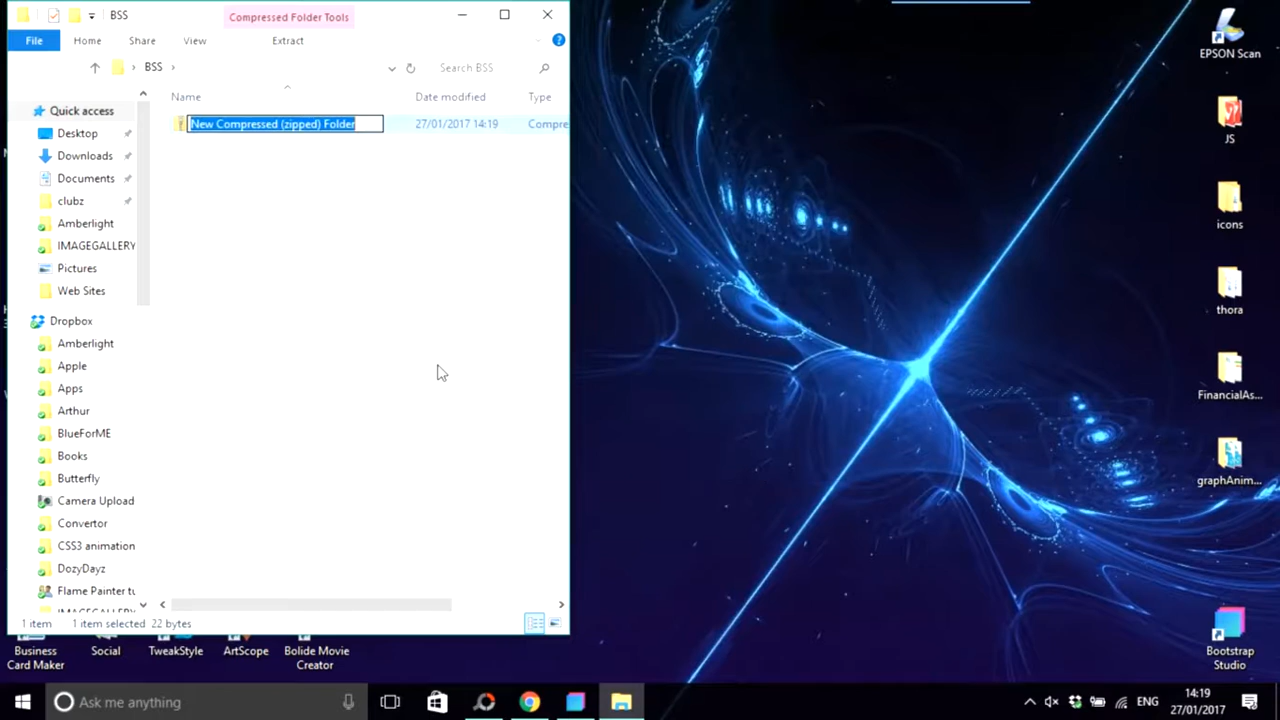 BSS
Compressed Folder Tools
File
Home
Share
View
Extract
BSS
Search BSS
Name
Date modified
Type
New Compressed (zipped) Folder
27/01/2017 14:19
Compre
Quick access
Desktop
Downloads
Documents
clubz
Amberlight
IMAGEGALLERY
Pictures
Web Sites
Dropbox
Amberlight
Apple
Apps
Arthur
BlueForME
Books
Butterfly
Camera Upload
Convertor
CSS3 animation
DozyDayz
Flame Painter tu
IMAGEGALLERY
1 item
1 item selected 22 bytes
EPSON Scan
JS
icons
thora
FinancialAs...
graphAnim...
Bootstrap
Studio
Business
Card Maker
Social
TweakStyle
ArtScope
Bolide Movie
Creator
Ask me anything
ENG
14:19
27/01/2017